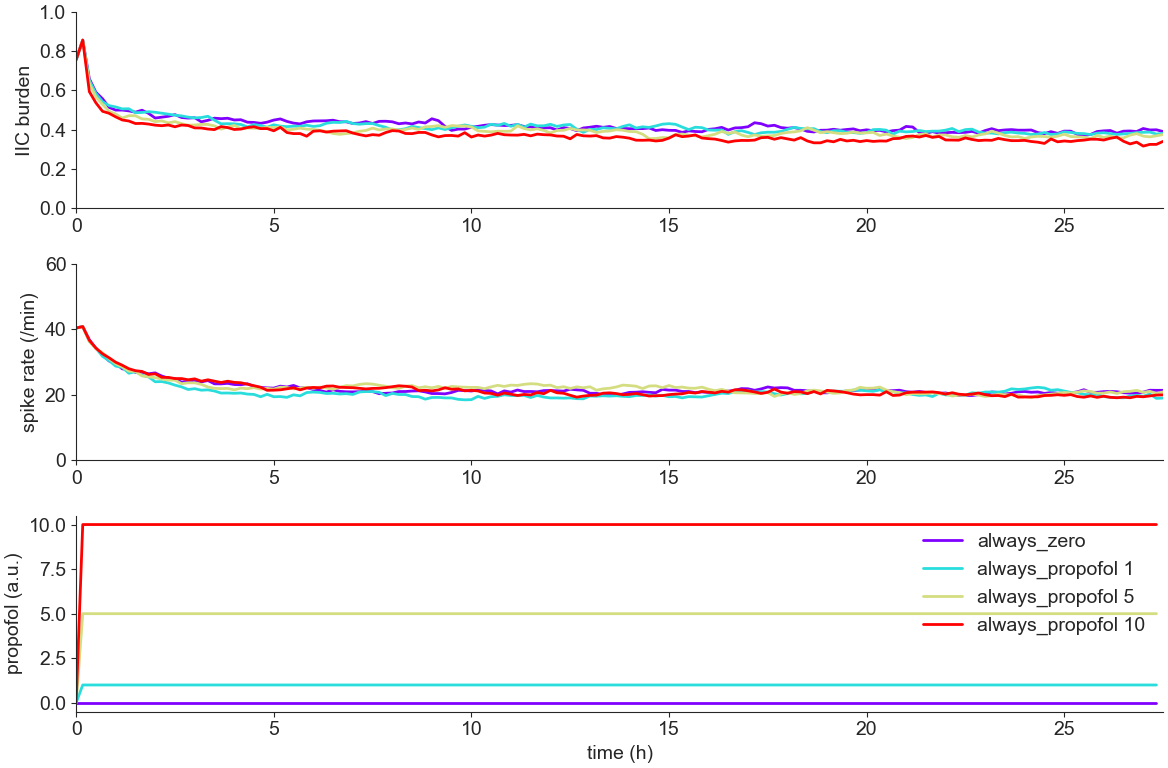 1.0
0.8
0.6
0.4
0.2
0.0
IIC burden
0 5 10 15 20 25
60
40
20
0
spike rate (/min)
0 5 10 15 20 25
10.0
7.5
5.0
2.5
0.0
propofol (a.u.)
always_zero
always_propofol 1
always_propofol 5
always_propofol 10
0 5 10 15 20 25
time (h)